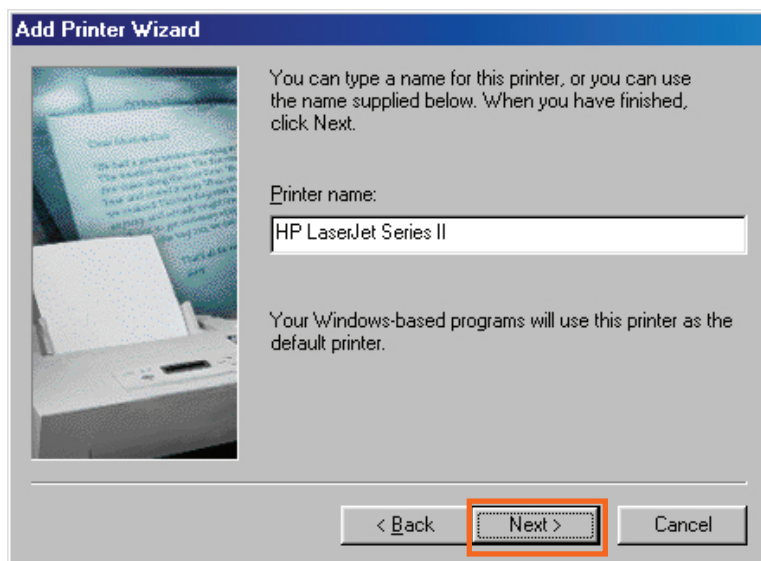 Add Printer Wizard
You can type a name for this printer, or you can use
the name supplied below. When you have finished,
click Next.
Printer name:
HP LaserJet Series II
Your Windows-based programs will use this printer as the
default printer.
< Back
Next >
Cancel